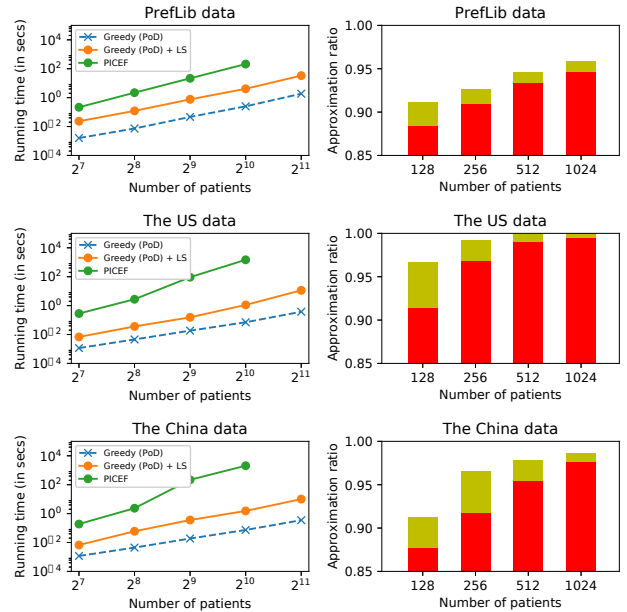 PrefLib data
Running time (in secs)
10^4
10^2
10^0
10^□2
10^□4
Greedy (PoD)
Greedy (PoD) + LS
PICEF
2^7 2^8 2^9 2^10 2^11
Number of patients
PrefLib data
Approximation ratio
1.00
0.95
0.90
0.85
128 256 512 1024
Number of patients
The US data
Running time (in secs)
10^4
10^2
10^0
10^□2
10^□4
Greedy (PoD)
Greedy (PoD) + LS
PICEF
2^7 2^8 2^9 2^10 2^11
Number of patients
The US data
Approximation ratio
1.00
0.95
0.90
0.85
128 256 512 1024
Number of patients
The China data
Running time (in secs)
10^4
10^2
10^0
10^□2
10^□4
Greedy (PoD)
Greedy (PoD) + LS
PICEF
2^7 2^8 2^9 2^10 2^11
Number of patients
The China data
Approximation ratio
1.00
0.95
0.90
0.85
128 256 512 1024
Number of patients